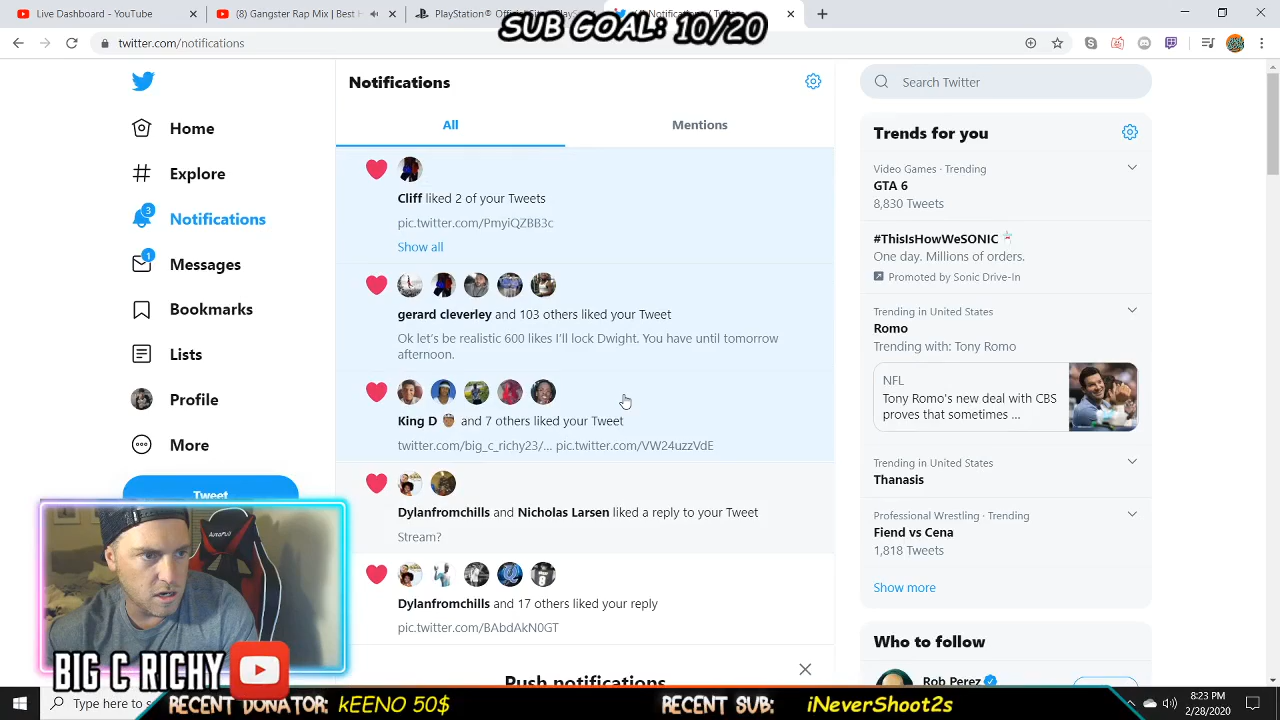 (4) Gangster Rap Mix | Best
PlayStation® Official Site
SUB GOAL: 10/20
twitter.com/notifications
Notifications
All
Mentions
Home
Explore
3
Notifications
1
Messages
Bookmarks
Lists
Profile
More
Tweet
Cliff liked 2 of your Tweets
pic.twitter.com/PmyiQZBB3c
Show all
gerard cleverley and 103 others liked your Tweet
Ok let's be realistic 600 likes I'll lock Dwight. You have until tomorrow
afternoon.
King D and 7 others liked your Tweet
twitter.com/big_c_richy23/... pic.twitter.com/VW24uzzVdE
Dylanfromchills and Nicholas Larsen liked a reply to your Tweet
Stream?
Dylanfromchills and 17 others liked your reply
pic.twitter.com/BAbdAkN0GT
Push notifications
Search Twitter
Trends for you
Video Games · Trending
GTA 6
8,830 Tweets
#ThisIsHowWeSONIC
One day. Millions of orders.
Promoted by Sonic Drive-In
Trending in United States
Romo
Trending with: Tony Romo
NFL
Tony Romo's new deal with CBS
proves that sometimes ...
Trending in United States
Thanasis
Professional Wrestling · Trending
Fiend vs Cena
1,818 Tweets
Show more
Who to follow
Rob Perez
BIG C RICHY
Type here to s
RECENT DONATOR: KEENO 50$
RECENT SUB: iNeverShoot2s
8:23 PM
2/28/2020